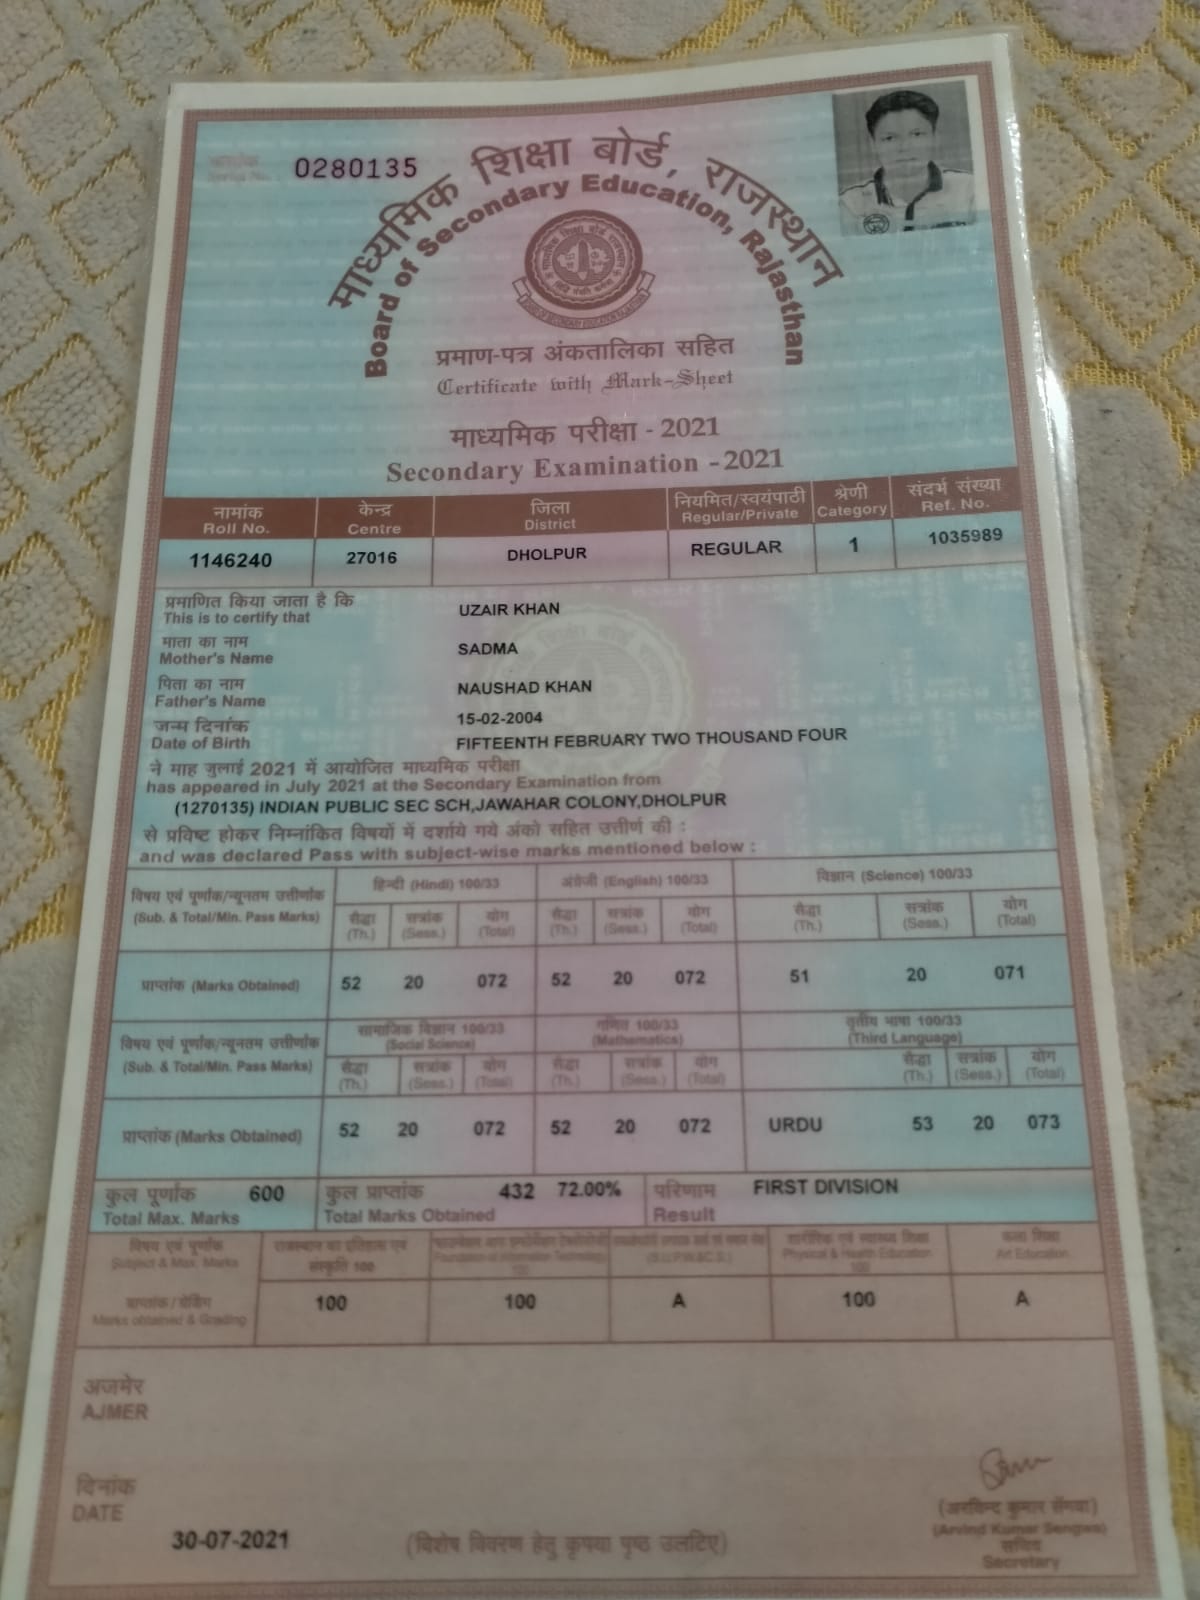 0280135
माध्यमिक शिक्षा बोर्ड, राजस्थान
Board of Secondary Education, Rajasthan
प्रमाण-पत्र अंकतालिका सहित
Certificate with Mark-Sheet
माध्यमिक परीक्षा - 2021
Secondary Examination - 2021
नामांक केन्द्र जिला नियमित/स्वयंपाठी श्रेणी संदर्भ संख्या
Roll No. Centre District Regular/Private Category Ref. No.
1146240 27016 DHOLPUR REGULAR 1 1035989
प्रमाणित किया जाता है कि
This is to certify that UZAIR KHAN
माता का नाम
Mother's Name SADMA
पिता का नाम
Father's Name NAUSHAD KHAN
जन्म दिनांक 15-02-2004
Date of Birth FIFTEENTH FEBRUARY TWO THOUSAND FOUR
ने माह जुलाई 2021 में आयोजित माध्यमिक परीक्षा
has appeared in July 2021 at the Secondary Examination from
(1270135) INDIAN PUBLIC SEC SCH,JAWAHAR COLONY,DHOLPUR
से प्रविष्ट होकर निम्नांकित विषयों में दर्शाये गये अंको सहित उत्तीर्ण की :
and was declared Pass with subject-wise marks mentioned below :
विषय एवं पूर्णांक/न्यूनतम उत्तीर्णांक हिन्दी (Hindi) 100/33 अंग्रेजी (English) 100/33 विज्ञान (Science) 100/33
(Sub. & Total/Min. Pass Marks) सैद्धा सत्रांक योग सैद्धा सत्रांक योग सैद्धा सत्रांक योग
(Th.) (Sess.) (Total) (Th.) (Sess.) (Total) (Th.) (Sess.) (Total)
प्राप्तांक (Marks Obtained) 52 20 072 52 20 072 51 20 071
विषय एवं पूर्णांक/न्यूनतम उत्तीर्णांक सामाजिक विज्ञान 100/33 गणित 100/33 तृतीय भाषा 100/33
(Social Science) (Mathematics) (Third Language)
(Sub. & Total/Min. Pass Marks) सैद्धा सत्रांक योग सैद्धा सत्रांक योग सैद्धा सत्रांक योग
(Th.) (Sess.) (Total) (Th.) (Sess.) (Total) (Th.) (Sess.) (Total)
प्राप्तांक (Marks Obtained) 52 20 072 52 20 072 URDU 53 20 073
कुल पूर्णांक 600 कुल प्राप्तांक 432 72.00% परिणाम FIRST DIVISION
Total Max. Marks Total Marks Obtained Result
विषय एवं पूर्णांक राजस्थान का इतिहास एवं शारीरिक एवं स्वास्थ्य शिक्षा कला शिक्षा
Subject & Max. Marks संस्कृति 100 Foundation of Information Technology (S.U.P.W.&C.S.) Physical & Health Education Art Education
100 100
प्राप्तांक / ग्रेडिंग 100 100 A 100 A
Marks obtained & Grading
अजमेर
AJMER
दिनांक
DATE
30-07-2021
(विशेष विवरण हेतु कृपया पृष्ठ उलटिए)
(अरविन्द कुमार सेंगवा)
(Arvind Kumar Sengwa)
सचिव
Secretary